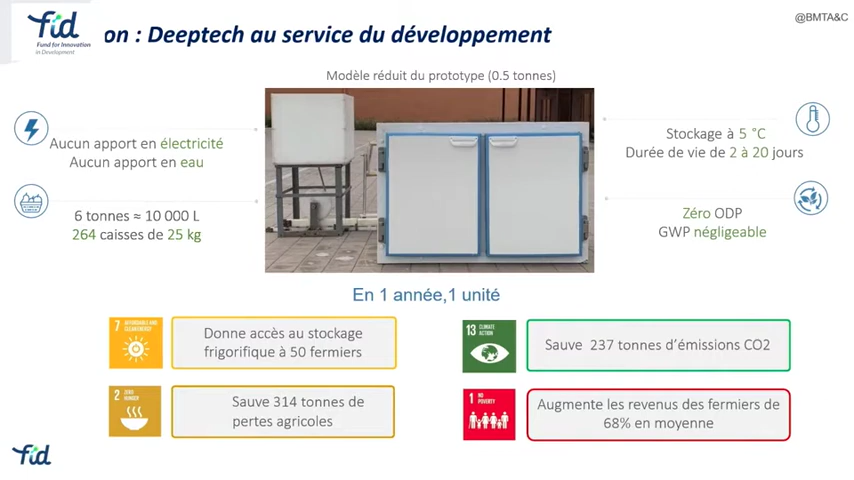 @BMTA&C
fid
Fund for Innovation
in Development
on : Deeptech au service du développement
Modèle réduit du prototype (0.5 tonnes)
Aucun apport en électricité
Aucun apport en eau
6 tonnes ≈ 10 000 L
264 caisses de 25 kg
Stockage à 5 °C
Durée de vie de 2 à 20 jours
Zéro ODP
GWP négligeable
En 1 année,1 unité
7 AFFORDABLE AND
CLEAN ENERGY
Donne accès au stockage
frigorifique à 50 fermiers
13 CLIMATE
ACTION
Sauve 237 tonnes d'émissions CO2
2 ZERO
HUNGER
Sauve 314 tonnes de
pertes agricoles
1 NO
POVERTY
Augmente les revenus des fermiers de
68% en moyenne
fid